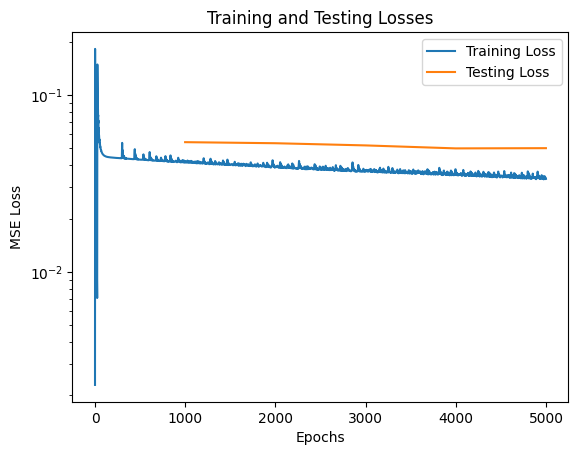 Training and Testing Losses
Training Loss
Testing Loss
10⁻¹
10⁻²
MSE Loss
0 1000 2000 3000 4000 5000
Epochs